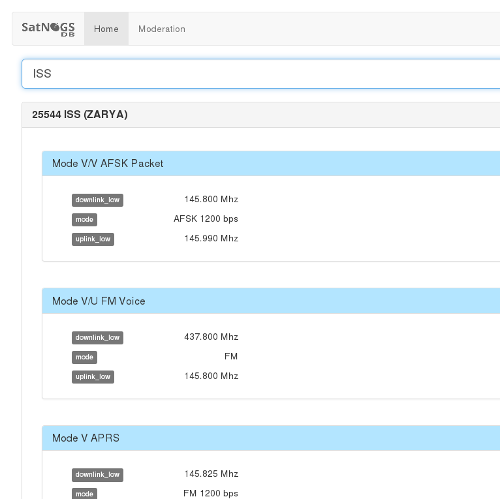 SatNOGS DB Home Moderation
ISS
25544 ISS (ZARYA)
Mode V/V AFSK Packet
downlink_low 145.800 Mhz
mode AFSK 1200 bps
uplink_low 145.990 Mhz
Mode V/U FM Voice
downlink_low 437.800 Mhz
mode FM
uplink_low 145.800 Mhz
Mode V APRS
downlink_low 145.825 Mhz
mode FM 1200 bps